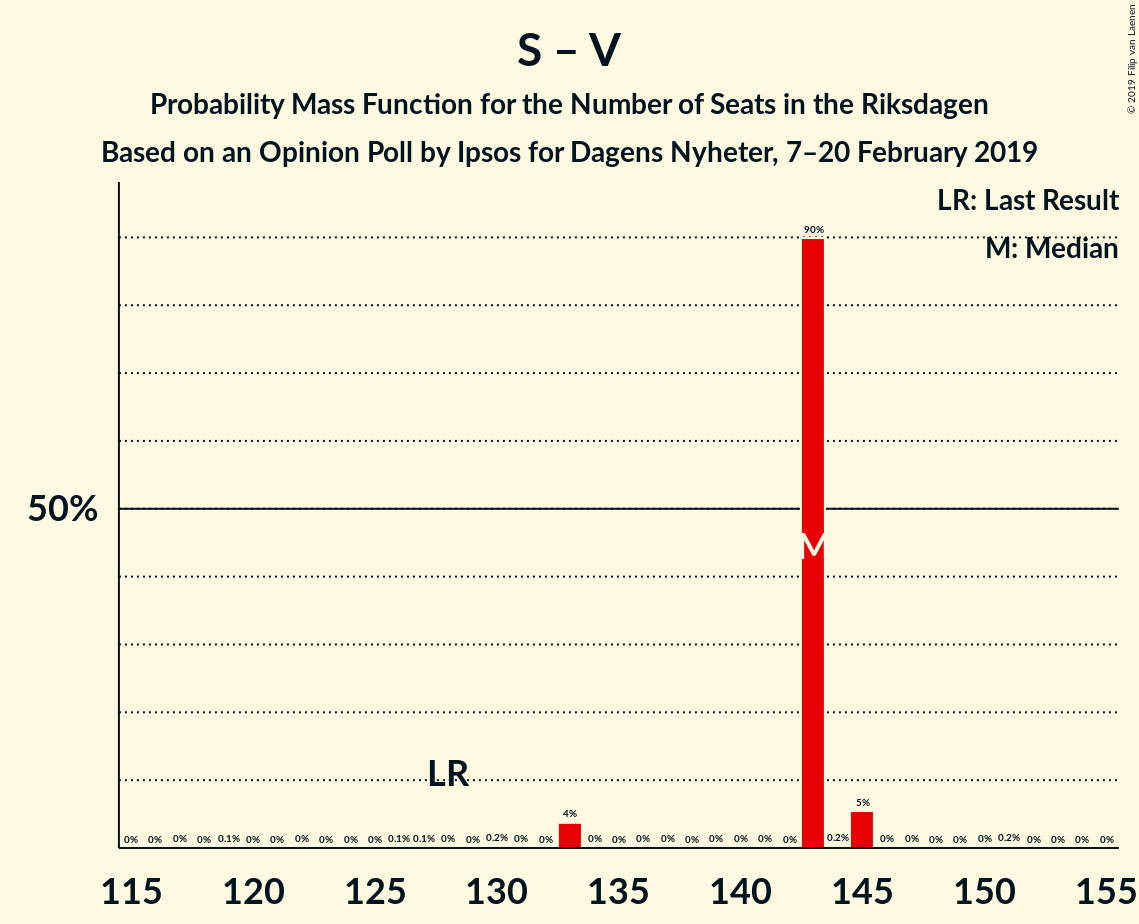 © 2019 Filip van Laenen
S – V
Probability Mass Function for the Number of Seats in the Riksdagen
Based on an Opinion Poll by Ipsos for Dagens Nyheter, 7–20 February 2019
LR: Last Result
M: Median
90%
50%
M
LR
4%
5%
0% 0% 0% 0% 0.1% 0% 0% 0% 0% 0% 0% 0.1% 0.1% 0% 0% 0.2% 0% 0% 0% 0% 0% 0% 0% 0% 0% 0% 0% 0.2% 0% 0% 0% 0% 0% 0.2% 0% 0% 0% 0%
115 120 125 130 135 140 145 150 155